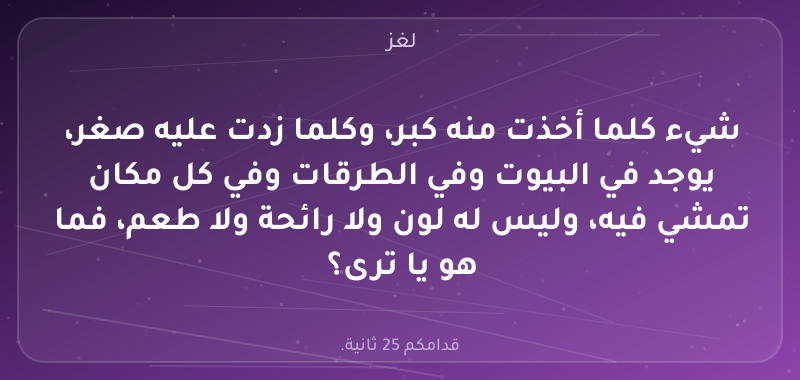 لغز
شيء كلما أخذت منه كبر، وكلما زدت عليه صغر،
يوجد في البيوت وفي الطرقات وفي كل مكان
تمشي فيه، وليس له لون ولا رائحة ولا طعم، فما
هو يا ترى؟
قدامكم 25 ثانية.